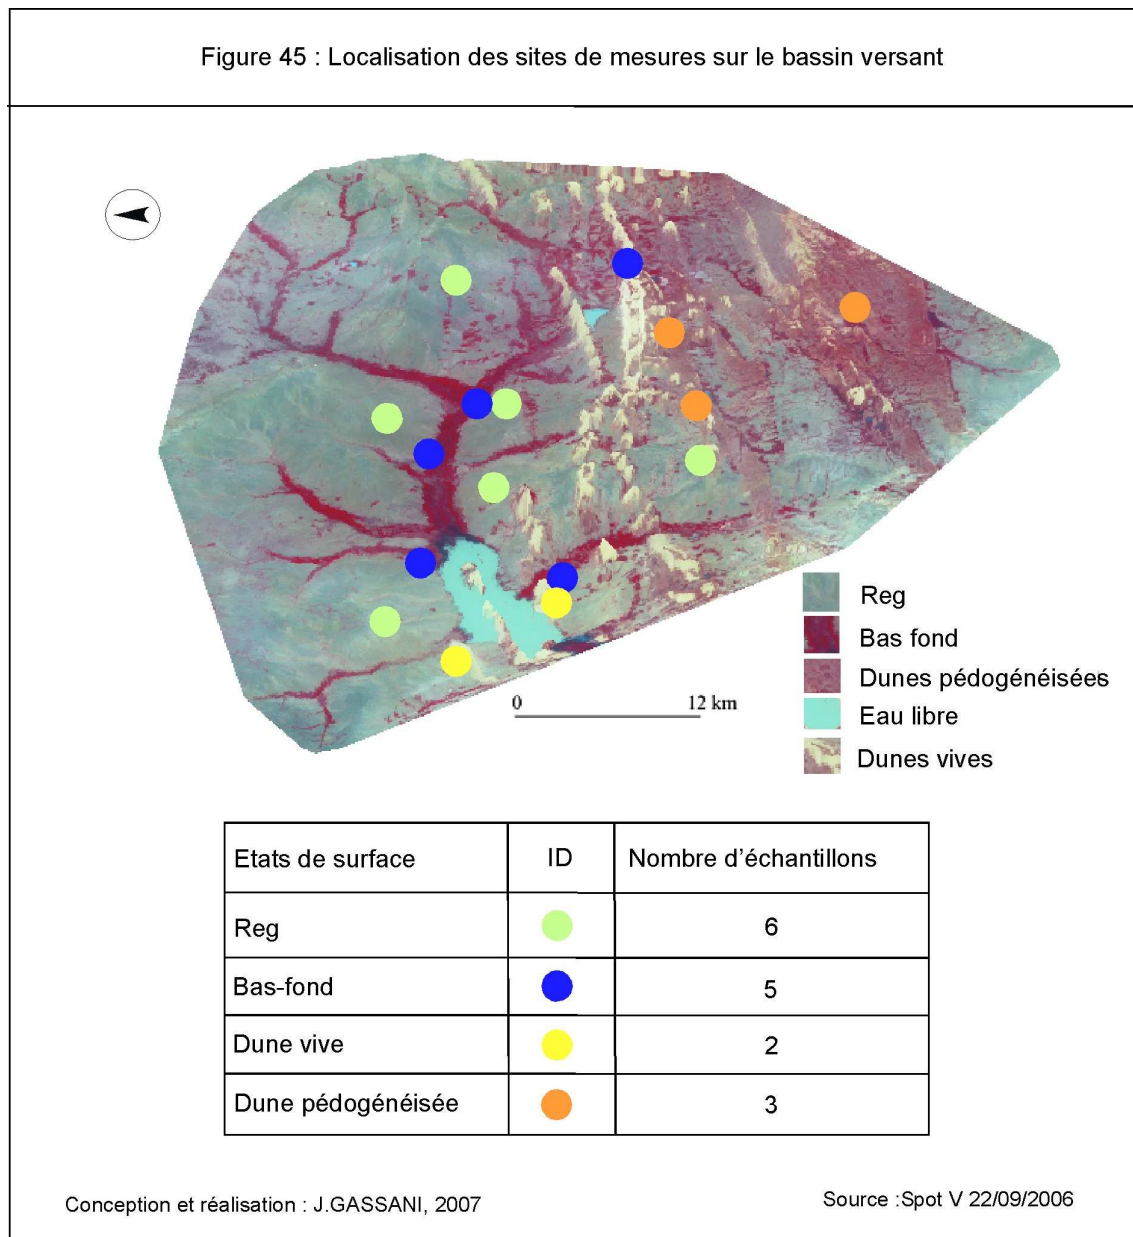 Figure 45 : Localisation des sites de mesures sur le bassin versant
Reg
Bas fond
Dunes pédogénéisées
Eau libre
Dunes vives
0 12 km
Etats de surface ID Nombre d'échantillons
Reg 6
Bas-fond 5
Dune vive 2
Dune pédogénéisée 3
Conception et réalisation : J.GASSANI, 2007
Source :Spot V 22/09/2006